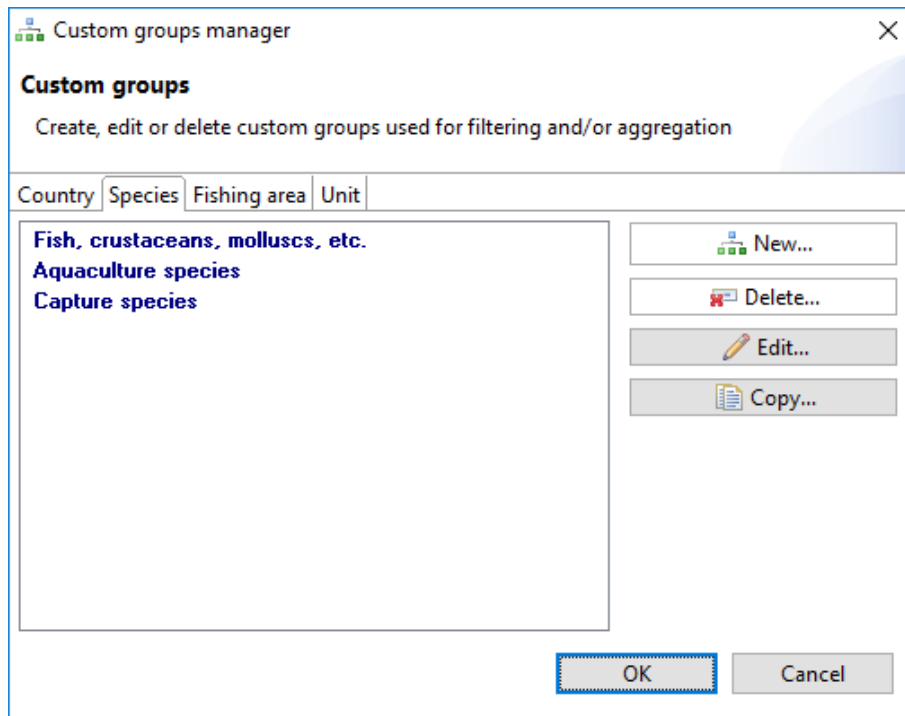 Custom groups manager
Custom groups
Create, edit or delete custom groups used for filtering and/or aggregation
Country Species Fishing area Unit
Fish, crustaceans, molluscs, etc.
Aquaculture species
Capture species
New...
Delete...
Edit...
Copy...
OK Cancel